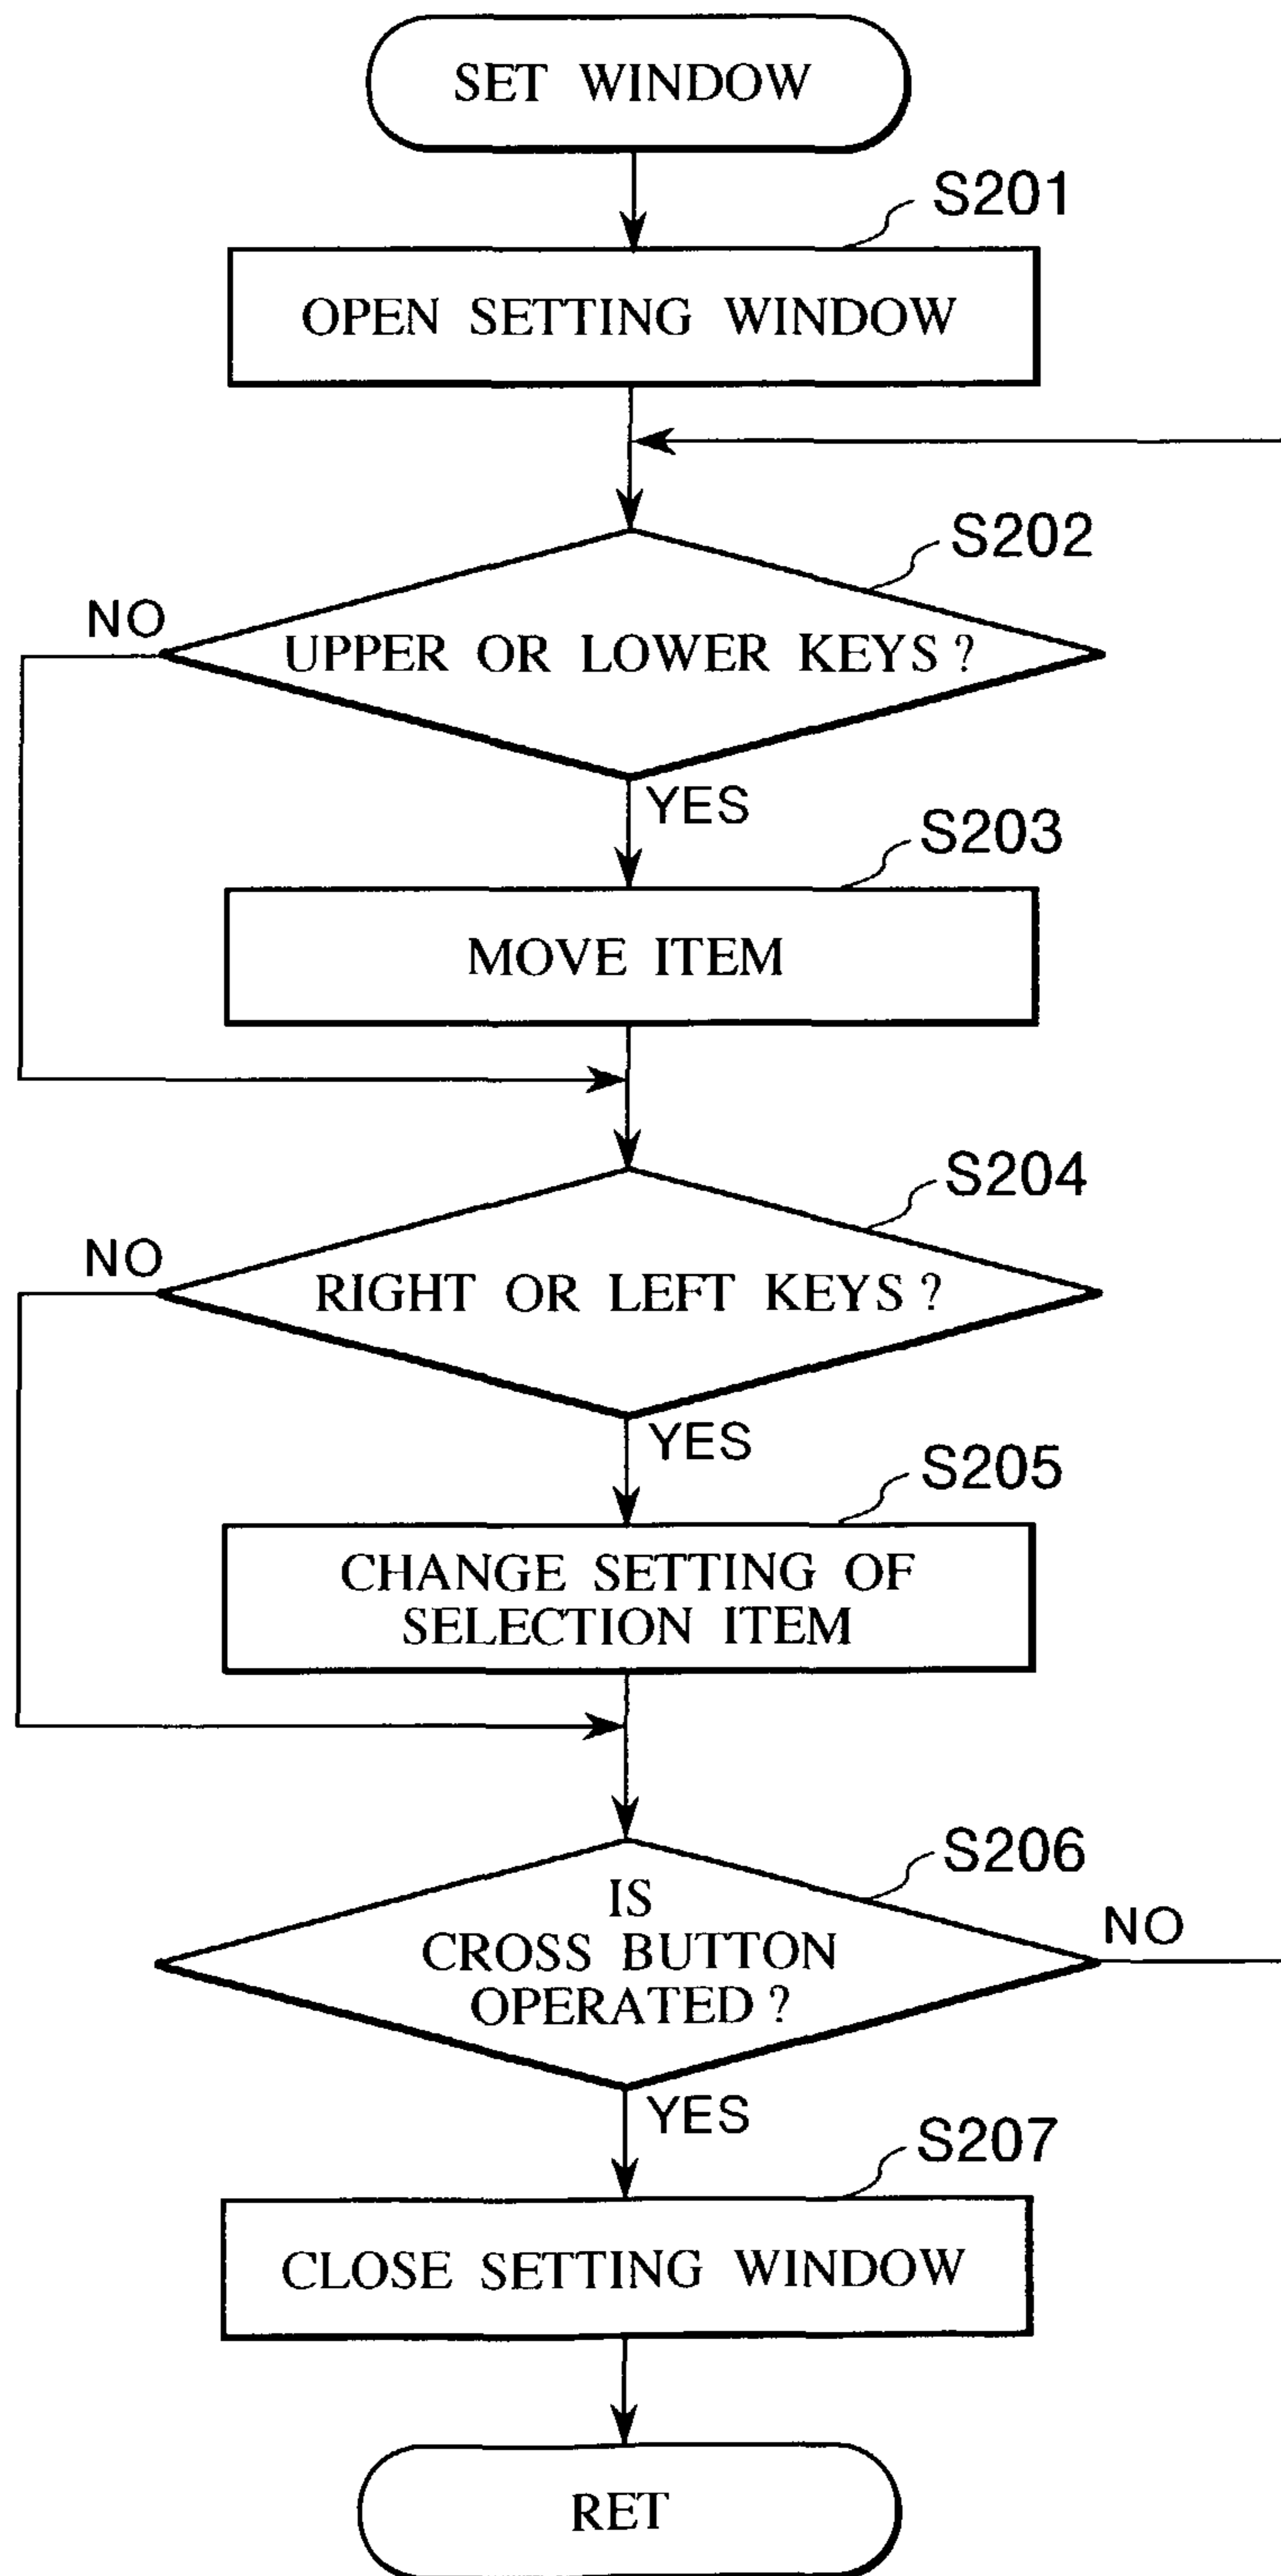 SET WINDOW
S201
OPEN SETTING WINDOW
S202
NO
UPPER OR LOWER KEYS?
YES
S203
MOVE ITEM
S204
NO
RIGHT OR LEFT KEYS?
YES
S205
CHANGE SETTING OF
SELECTION ITEM
S206
IS
CROSS BUTTON
OPERATED?
NO
YES
S207
CLOSE SETTING WINDOW
RET